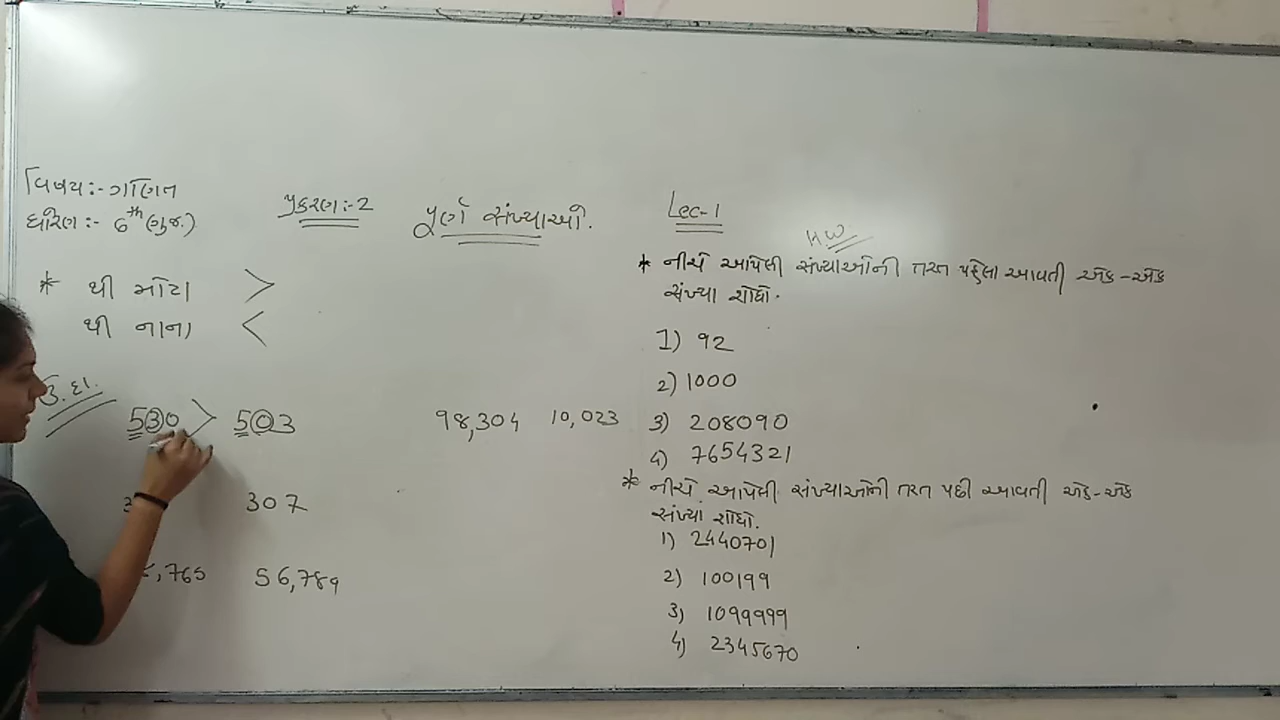 વિષય:- ગણિત
ધોરણ:- 6th (ગુજ.)
પ્રકરણ:-2
પૂર્ણ સંખ્યાઓ.
Lec-1
* થી મોટા >
થી નાના <
ઉ.દા.
530 > 503
307
,765 56,789
98,304 10,023
HW
* નીચે આપેલી સંખ્યાઓની તરત પહેલા આવતી એક-એક
સંખ્યા શોધો.
1) 92
2) 1000
3) 208090
4) 7654321
* નીચે આપેલી સંખ્યાઓની તરત પછી આવતી એક-એક
સંખ્યા શોધો.
1) 2440701
2) 100199
3) 1099999
4) 2345670